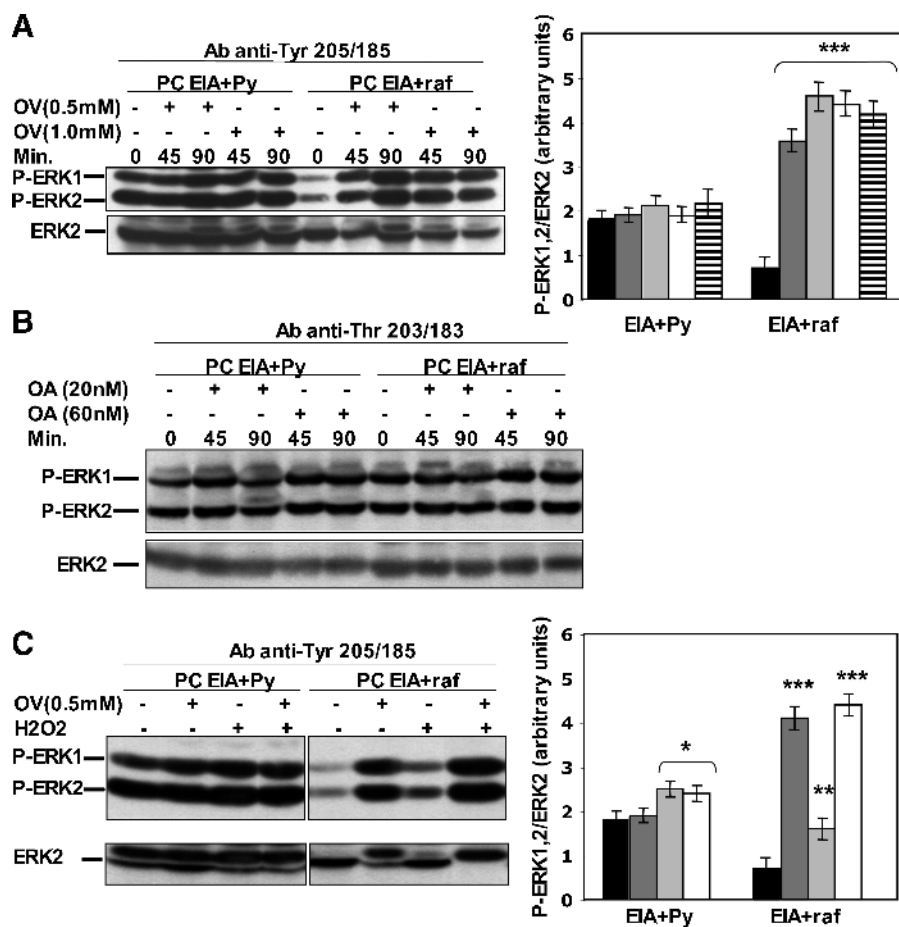 A
Ab anti-Tyr 205/185
PC EIA+Py PC EIA+raf
OV(0.5mM) - + + - - - + + - -
OV(1.0mM) - - - + + - - - + +
Min. 0 45 90 45 90 0 45 90 45 90
P-ERK1
P-ERK2
ERK2
P-ERK1,2/ERK2 (arbitrary units)
6
5
4
3
2
1
0
***
EIA+Py EIA+raf
B
Ab anti-Thr 203/183
PC EIA+Py PC EIA+raf
OA (20nM) - + + - - - + + - -
OA (60nM) - - - + + - - - + +
Min. 0 45 90 45 90 0 45 90 45 90
P-ERK1
P-ERK2
ERK2
C
Ab anti-Tyr 205/185
PC EIA+Py PC EIA+raf
OV(0.5mM) - + - + - + - +
H2O2 - - + + - - + +
P-ERK1
P-ERK2
ERK2
P-ERK1,2/ERK2 (arbitrary units)
6
5
4
3
2
1
0
*
***
**
***
EIA+Py EIA+raf